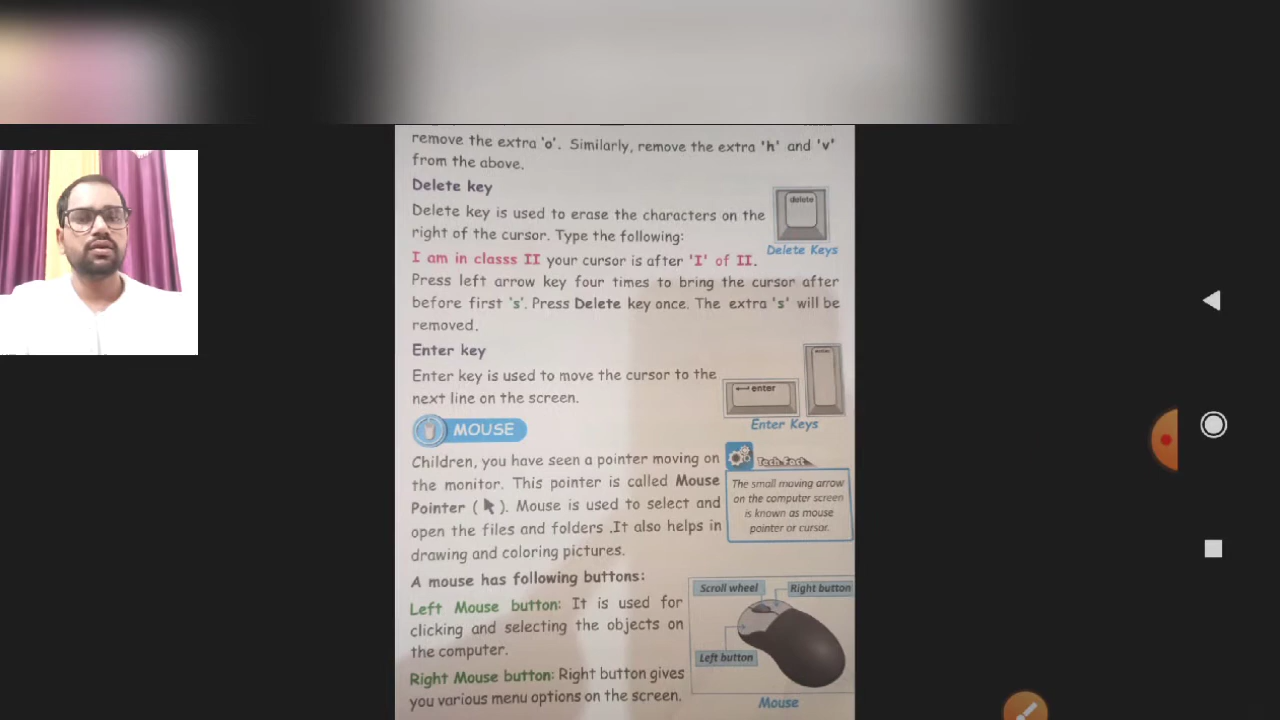 remove the extra 'o'. Similarly, remove the extra 'h' and 'v'
from the above.
Delete key
Delete key is used to erase the characters on the
right of the cursor. Type the following:
I am in classs II your cursor is after 'I' of II.
Press left arrow key four times to bring the cursor after
before first 's'. Press Delete key once. The extra 's' will be
removed.
delete
Delete Keys
Enter key
Enter key is used to move the cursor to the
next line on the screen.
enter
enter
Enter Keys
MOUSE
Children, you have seen a pointer moving on
the monitor. This pointer is called Mouse
Pointer ( ). Mouse is used to select and
open the files and folders .It also helps in
drawing and coloring pictures.
Tech Fact
The small moving arrow
on the computer screen
is known as mouse
pointer or cursor.
A mouse has following buttons:
Left Mouse button: It is used for
clicking and selecting the objects on
the computer.
Right Mouse button: Right button gives
you various menu options on the screen.
Scroll wheel
Right button
Left button
Mouse